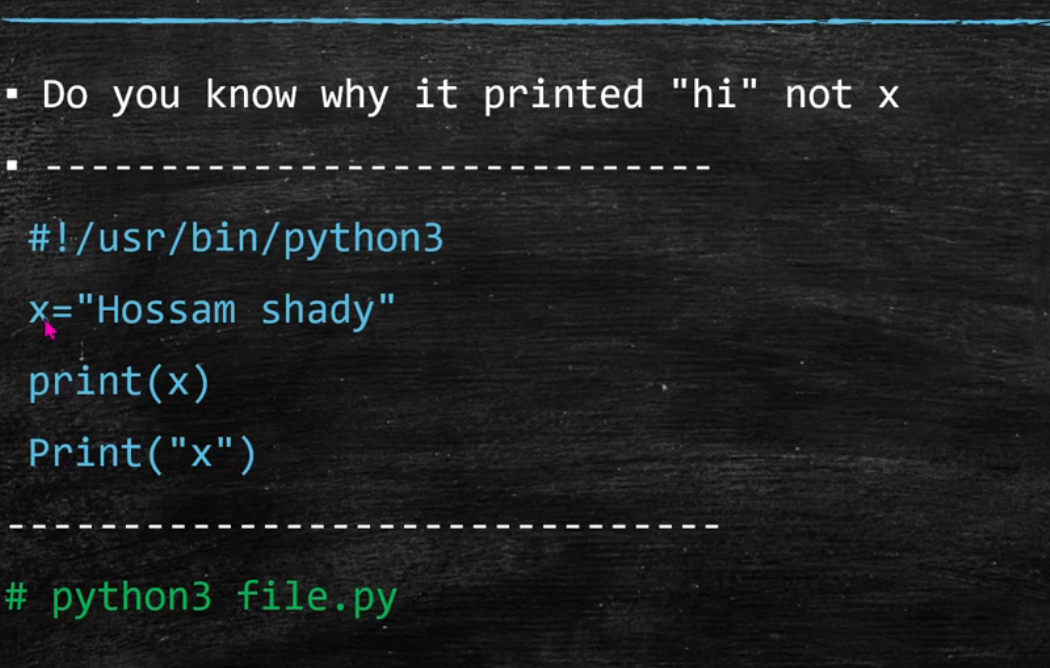 ▪ Do you know why it printed "hi" not x
▪ -----------------------------
#!/usr/bin/python3
x="Hossam shady"
print(x)
Print("x")
-------------------------------
# python3 file.py